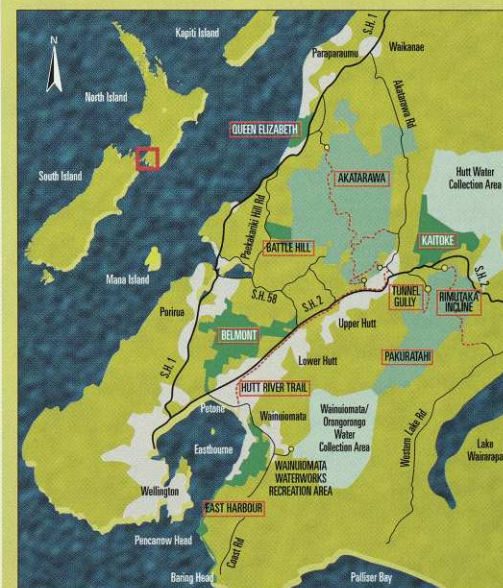 Kapiti Island
S.H. 1
N
Paraparaumu
Waikanae
North Island
Akatarawa Rd
QUEEN ELIZABETH
Hutt Water
Collection Area
South Island
AKATARAWA
Paekakariki Hill Rd
BATTLE HILL
KAITOKE
Mana Island
S.H. 58
S.H. 2
S.H. 2
TUNNEL
GULLY
RIMUTAKA
INCLINE
Porirua
Upper Hutt
BELMONT
S.H. 1
Lower Hutt
PAKURATAHI
HUTT RIVER TRAIL
Petone
Wainuiomata
Wainuiomata/
Orongorongo
Water
Collection Area
Western Lake Rd
Lake
Wairarapa
Eastbourne
WAINUIOMATA
WATERWORKS
RECREATION AREA
Wellington
EAST HARBOUR
Pencarrow Head
Coast Rd
Baring Head
Palliser Bay